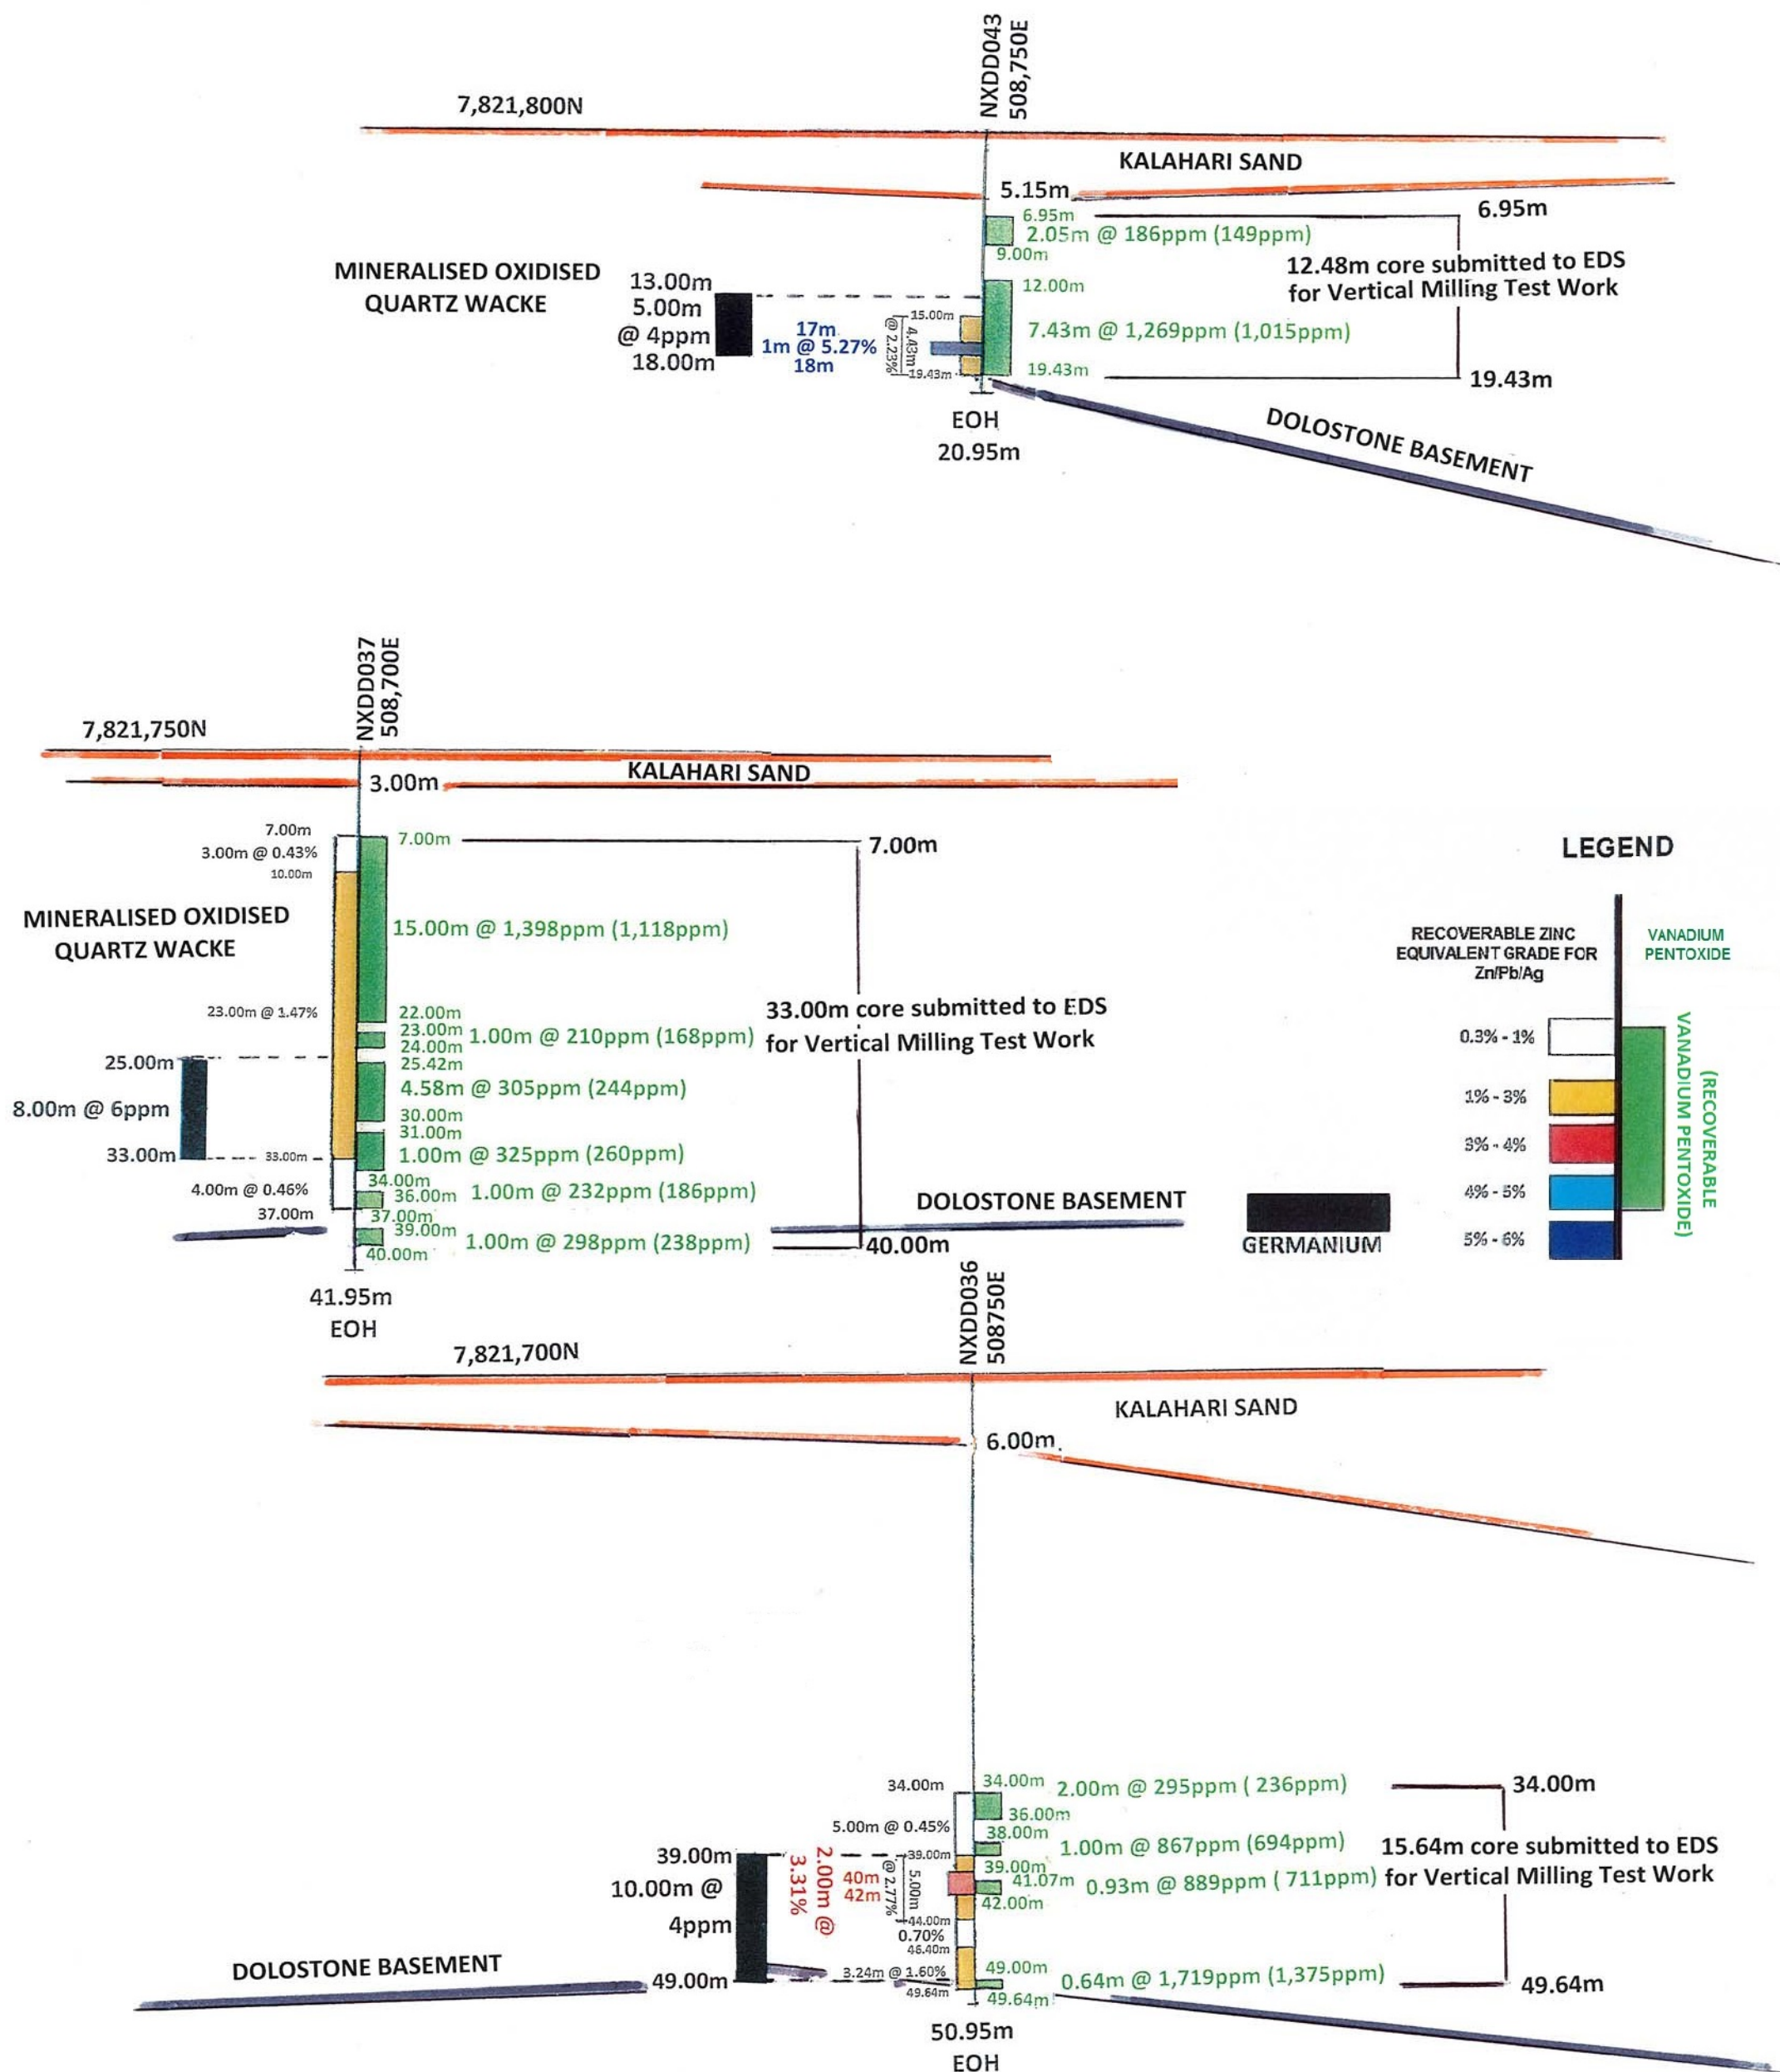 NXDD043
508,750E
7,821,800N
KALAHARI SAND
5.15m
6.95m
6.95m
2.05m @ 186ppm (149ppm)
9.00m
MINERALISED OXIDISED
QUARTZ WACKE
12.48m core submitted to EDS
for Vertical Milling Test Work
13.00m
5.00m
@ 4ppm
18.00m
12.00m
15.00m
17m
1m @ 5.27%
18m
4.43m
@ 2.23%
7.43m @ 1,269ppm (1,015ppm)
19.43m
19.43m
19.43m
EOH
20.95m
DOLOSTONE BASEMENT
NXDD037
508,700E
7,821,750N
KALAHARI SAND
3.00m
7.00m
3.00m @ 0.43%
10.00m
7.00m
7.00m
MINERALISED OXIDISED
QUARTZ WACKE
15.00m @ 1,398ppm (1,118ppm)
23.00m @ 1.47%
22.00m
23.00m
24.00m
1.00m @ 210ppm (168ppm)
33.00m core submitted to EDS
for Vertical Milling Test Work
25.00m
8.00m @ 6ppm
33.00m
33.00m
25.42m
4.58m @ 305ppm (244ppm)
30.00m
31.00m
1.00m @ 325ppm (260ppm)
34.00m
4.00m @ 0.46%
37.00m
36.00m
1.00m @ 232ppm (186ppm)
37.00m
39.00m
1.00m @ 298ppm (238ppm)
40.00m
DOLOSTONE BASEMENT
40.00m
41.95m
EOH
LEGEND
RECOVERABLE ZINC
EQUIVALENT GRADE FOR
Zn/Pb/Ag
VANADIUM
PENTOXIDE
0.3% - 1%
1% - 3%
3% - 4%
4% - 5%
5% - 6%
(RECOVERABLE
VANADIUM PENTOXIDE)
GERMANIUM
NXDD036
508750E
7,821,700N
KALAHARI SAND
6.00m
34.00m
34.00m
2.00m @ 295ppm ( 236ppm)
34.00m
36.00m
5.00m @ 0.45%
38.00m
1.00m @ 867ppm (694ppm)
39.00m
15.64m core submitted to EDS
for Vertical Milling Test Work
39.00m
10.00m @
4ppm
49.00m
2.00m @
3.31%
40m
42m
39.00m
5.00m
@ 2.77%
44.00m
41.07m
0.93m @ 889ppm ( 711ppm)
42.00m
0.70%
46.40m
3.24m @ 1.60%
49.64m
49.00m
0.64m @ 1,719ppm (1,375ppm)
49.64m
49.64m
DOLOSTONE BASEMENT
50.95m
EOH